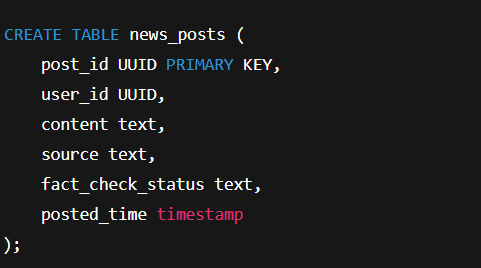 CREATE TABLE news_posts (
    post_id UUID PRIMARY KEY,
    user_id UUID,
    content text,
    source text,
    fact_check_status text,
    posted_time timestamp
);